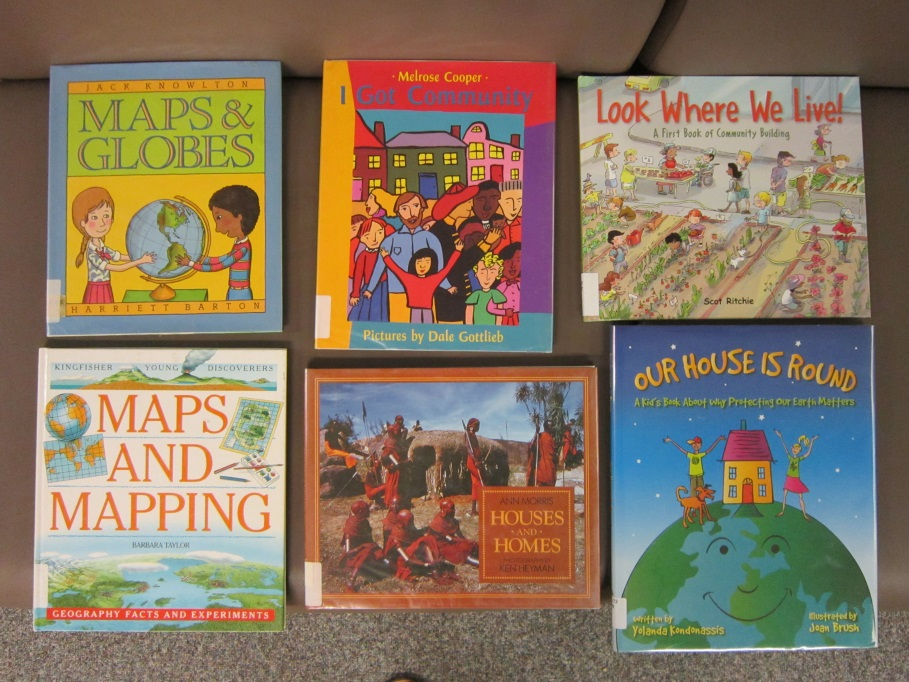 JACK KNOWLTON
MAPS &
GLOBES
HARRIETT BARTON
Melrose Cooper
I Got Community
Pictures by Dale Gottlieb
Look Where We Live!
A First Book of Community Building
Scot Ritchie
KINGFISHER YOUNG DISCOVERERS
MAPS
AND
MAPPING
BARBARA TAYLOR
GEOGRAPHY FACTS AND EXPERIMENTS
ANN MORRIS
HOUSES
AND
HOMES
KEN HEYMAN
OUR HOUSE IS ROUND
A Kid's Book About Why Protecting Our Earth Matters
Written by
Yolanda Kondonassis
Illustrated by
Joan Brush